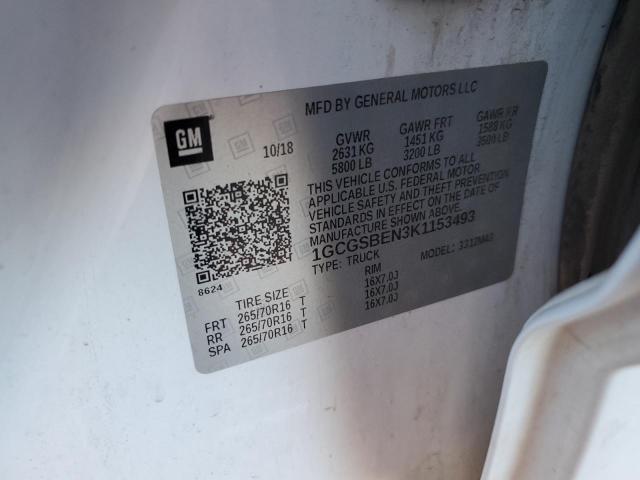 MFD BY GENERAL MOTORS LLC
GM
10/18
GVWR GAWR FRT GAWR RR
2631 KG 1451 KG 1588 KG
5800 LB 3200 LB 3500 LB
THIS VEHICLE CONFORMS TO ALL
APPLICABLE U.S. FEDERAL MOTOR
VEHICLE SAFETY AND THEFT PREVENTION
STANDARDS IN EFFECT ON THE DATE OF
MANUFACTURE SHOWN ABOVE.
1GCGSBEN3K1153493
TYPE: TRUCK MODEL:
8624
TIRE SIZE RIM
FRT 265/70R16 T 16X7.0J
RR 265/70R16 T 16X7.0J
SPA 265/70R16 T 16X7.0J